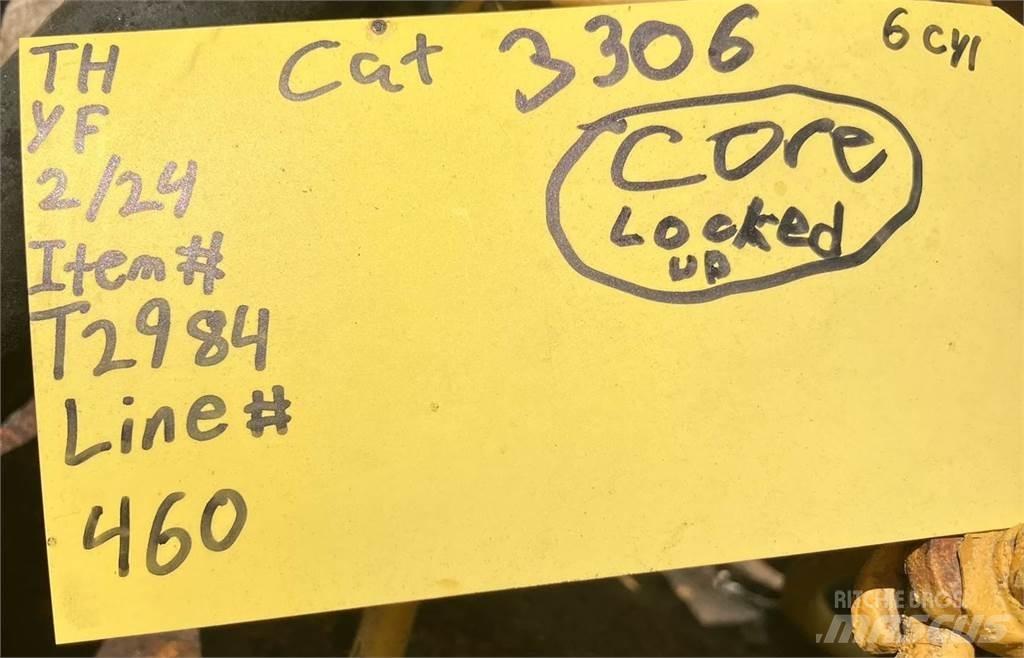 TH
YF
2/24
Item#
T2984
Line#
460
Cat 3306
6 cyl
Core
Locked
up
RITCHIE BROS.
MASCUS